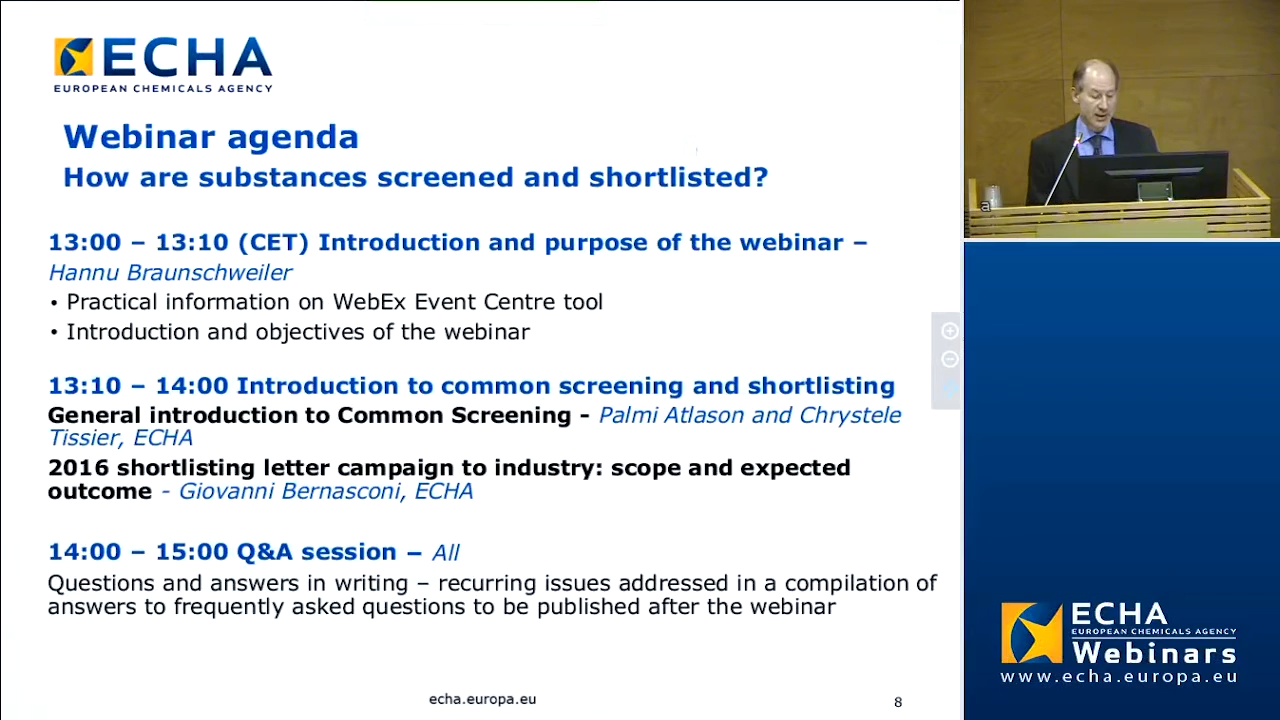 ECHA
EUROPEAN CHEMICALS AGENCY
Webinar agenda
How are substances screened and shortlisted?
13:00 – 13:10 (CET) Introduction and purpose of the webinar –
Hannu Braunschweiler
• Practical information on WebEx Event Centre tool
• Introduction and objectives of the webinar
13:10 – 14:00 Introduction to common screening and shortlisting
General introduction to Common Screening - Palmi Atlason and Chrystele
Tissier, ECHA
2016 shortlisting letter campaign to industry: scope and expected
outcome - Giovanni Bernasconi, ECHA
14:00 – 15:00 Q&A session – All
Questions and answers in writing – recurring issues addressed in a compilation of
answers to frequently asked questions to be published after the webinar
echa.europa.eu
8
a
ECHA
EUROPEAN CHEMICALS AGENCY
Webinars
www.echa.europa.eu